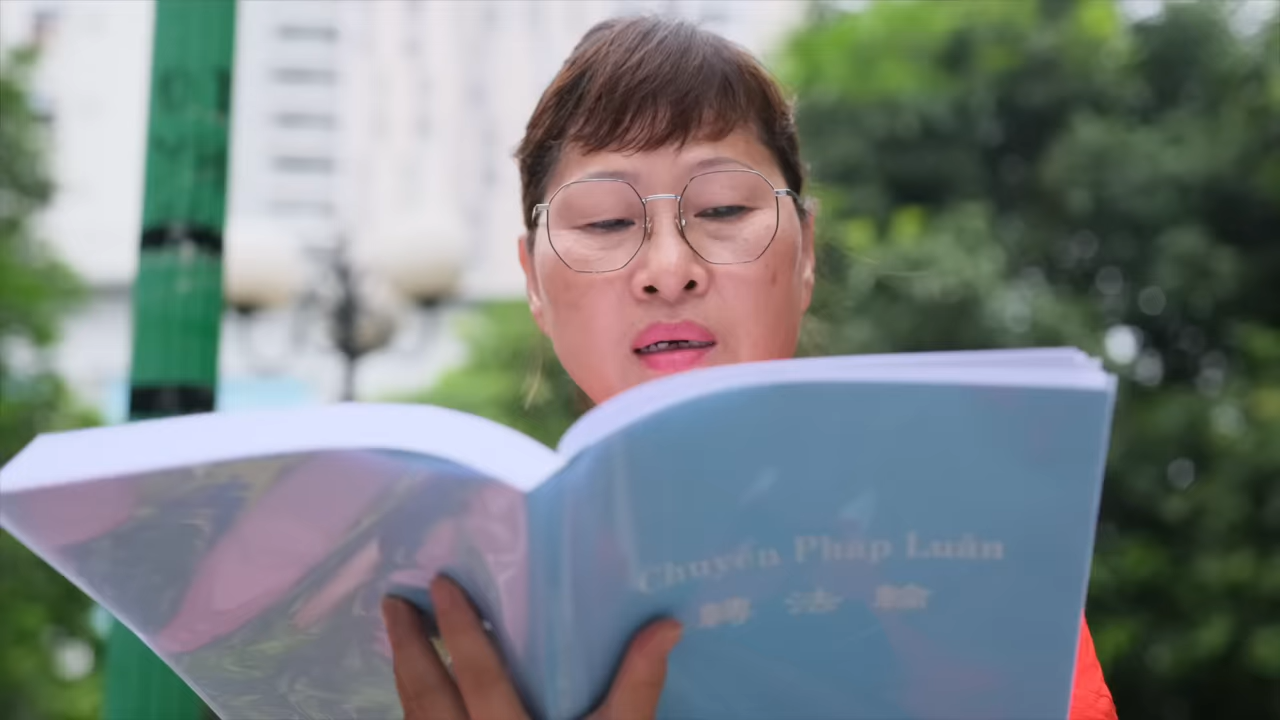 Chuyển Pháp Luân
轉法輪